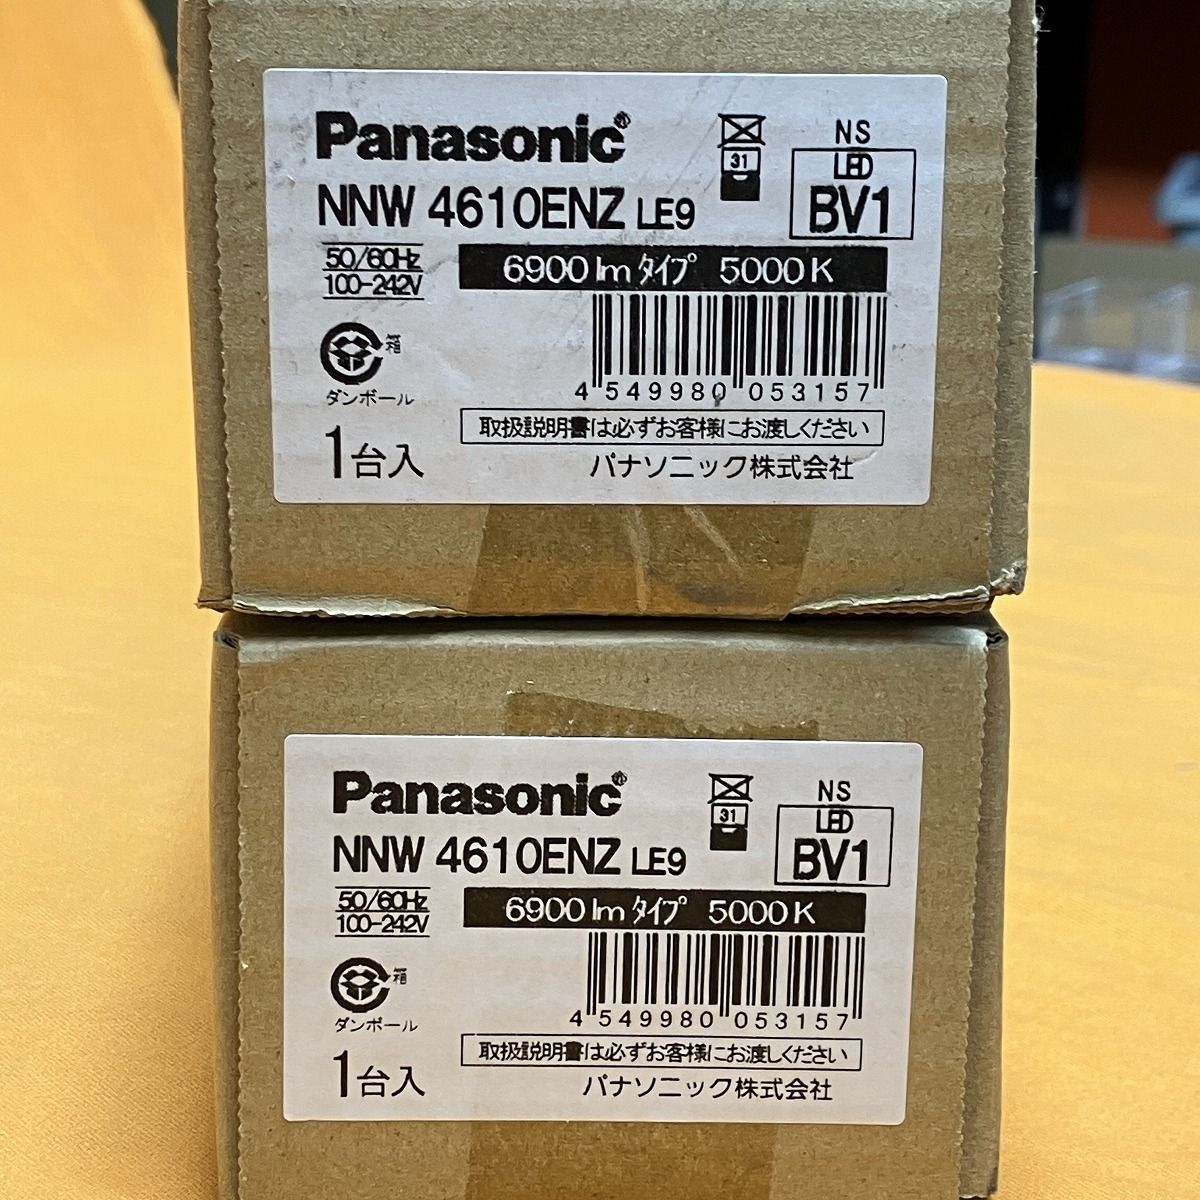 Panasonic®
NNW 4610ENZ LE9
31
NS
LED
BV1
50/60Hz
100-242V
6900 lm タイプ 5000K
箱
ダンボール
4 549980 053157
取扱説明書は必ずお客様にお渡しください
1台入
パナソニック株式会社
Panasonic®
NNW 4610ENZ LE9
31
NS
LED
BV1
50/60Hz
100-242V
6900 lm タイプ 5000K
箱
ダンボール
4 549980 053157
取扱説明書は必ずお客様にお渡しください
1台入
パナソニック株式会社